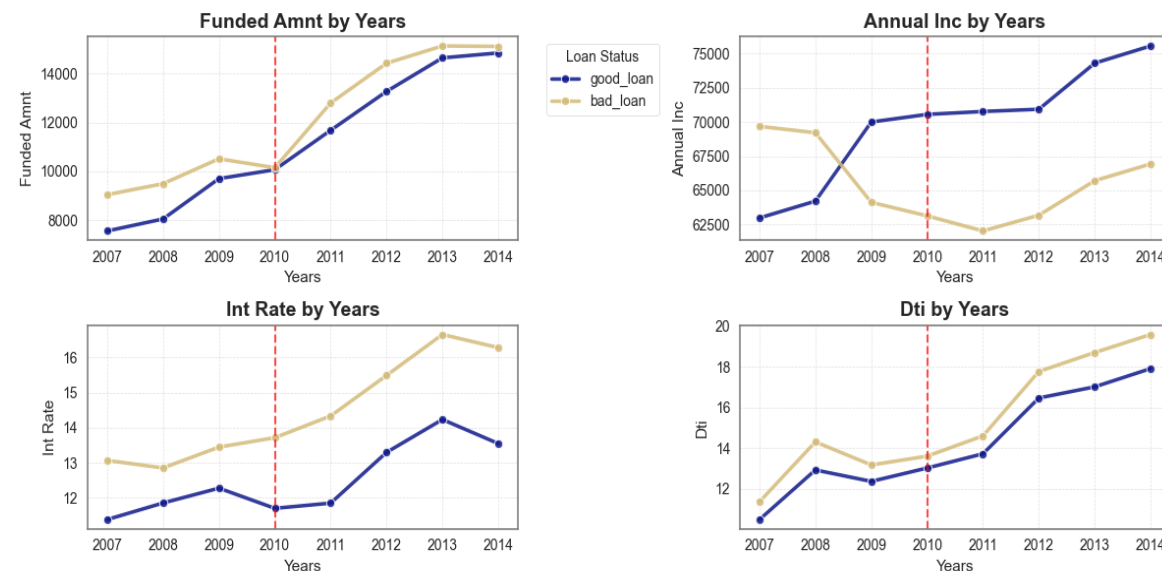 Funded Amnt by Years
Funded Amnt
14000
12000
10000
8000
2007 2008 2009 2010 2011 2012 2013 2014
Years
Loan Status
good_loan
bad_loan
Annual Inc by Years
Annual Inc
75000
72500
70000
67500
65000
62500
2007 2008 2009 2010 2011 2012 2013 2014
Years
Int Rate by Years
Int Rate
16
15
14
13
12
2007 2008 2009 2010 2011 2012 2013 2014
Years
Dti by Years
Dti
20
18
16
14
12
2007 2008 2009 2010 2011 2012 2013 2014
Years